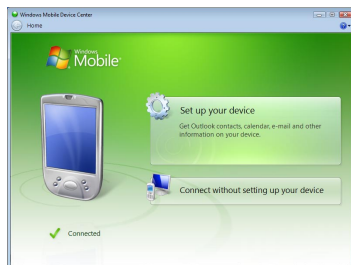 Windows Mobile Device Center
Home
Windows
Mobile
Set up your device
Get Outlook contacts, calendar, e-mail and other
information on your device.
Connect without setting up your device
Connected